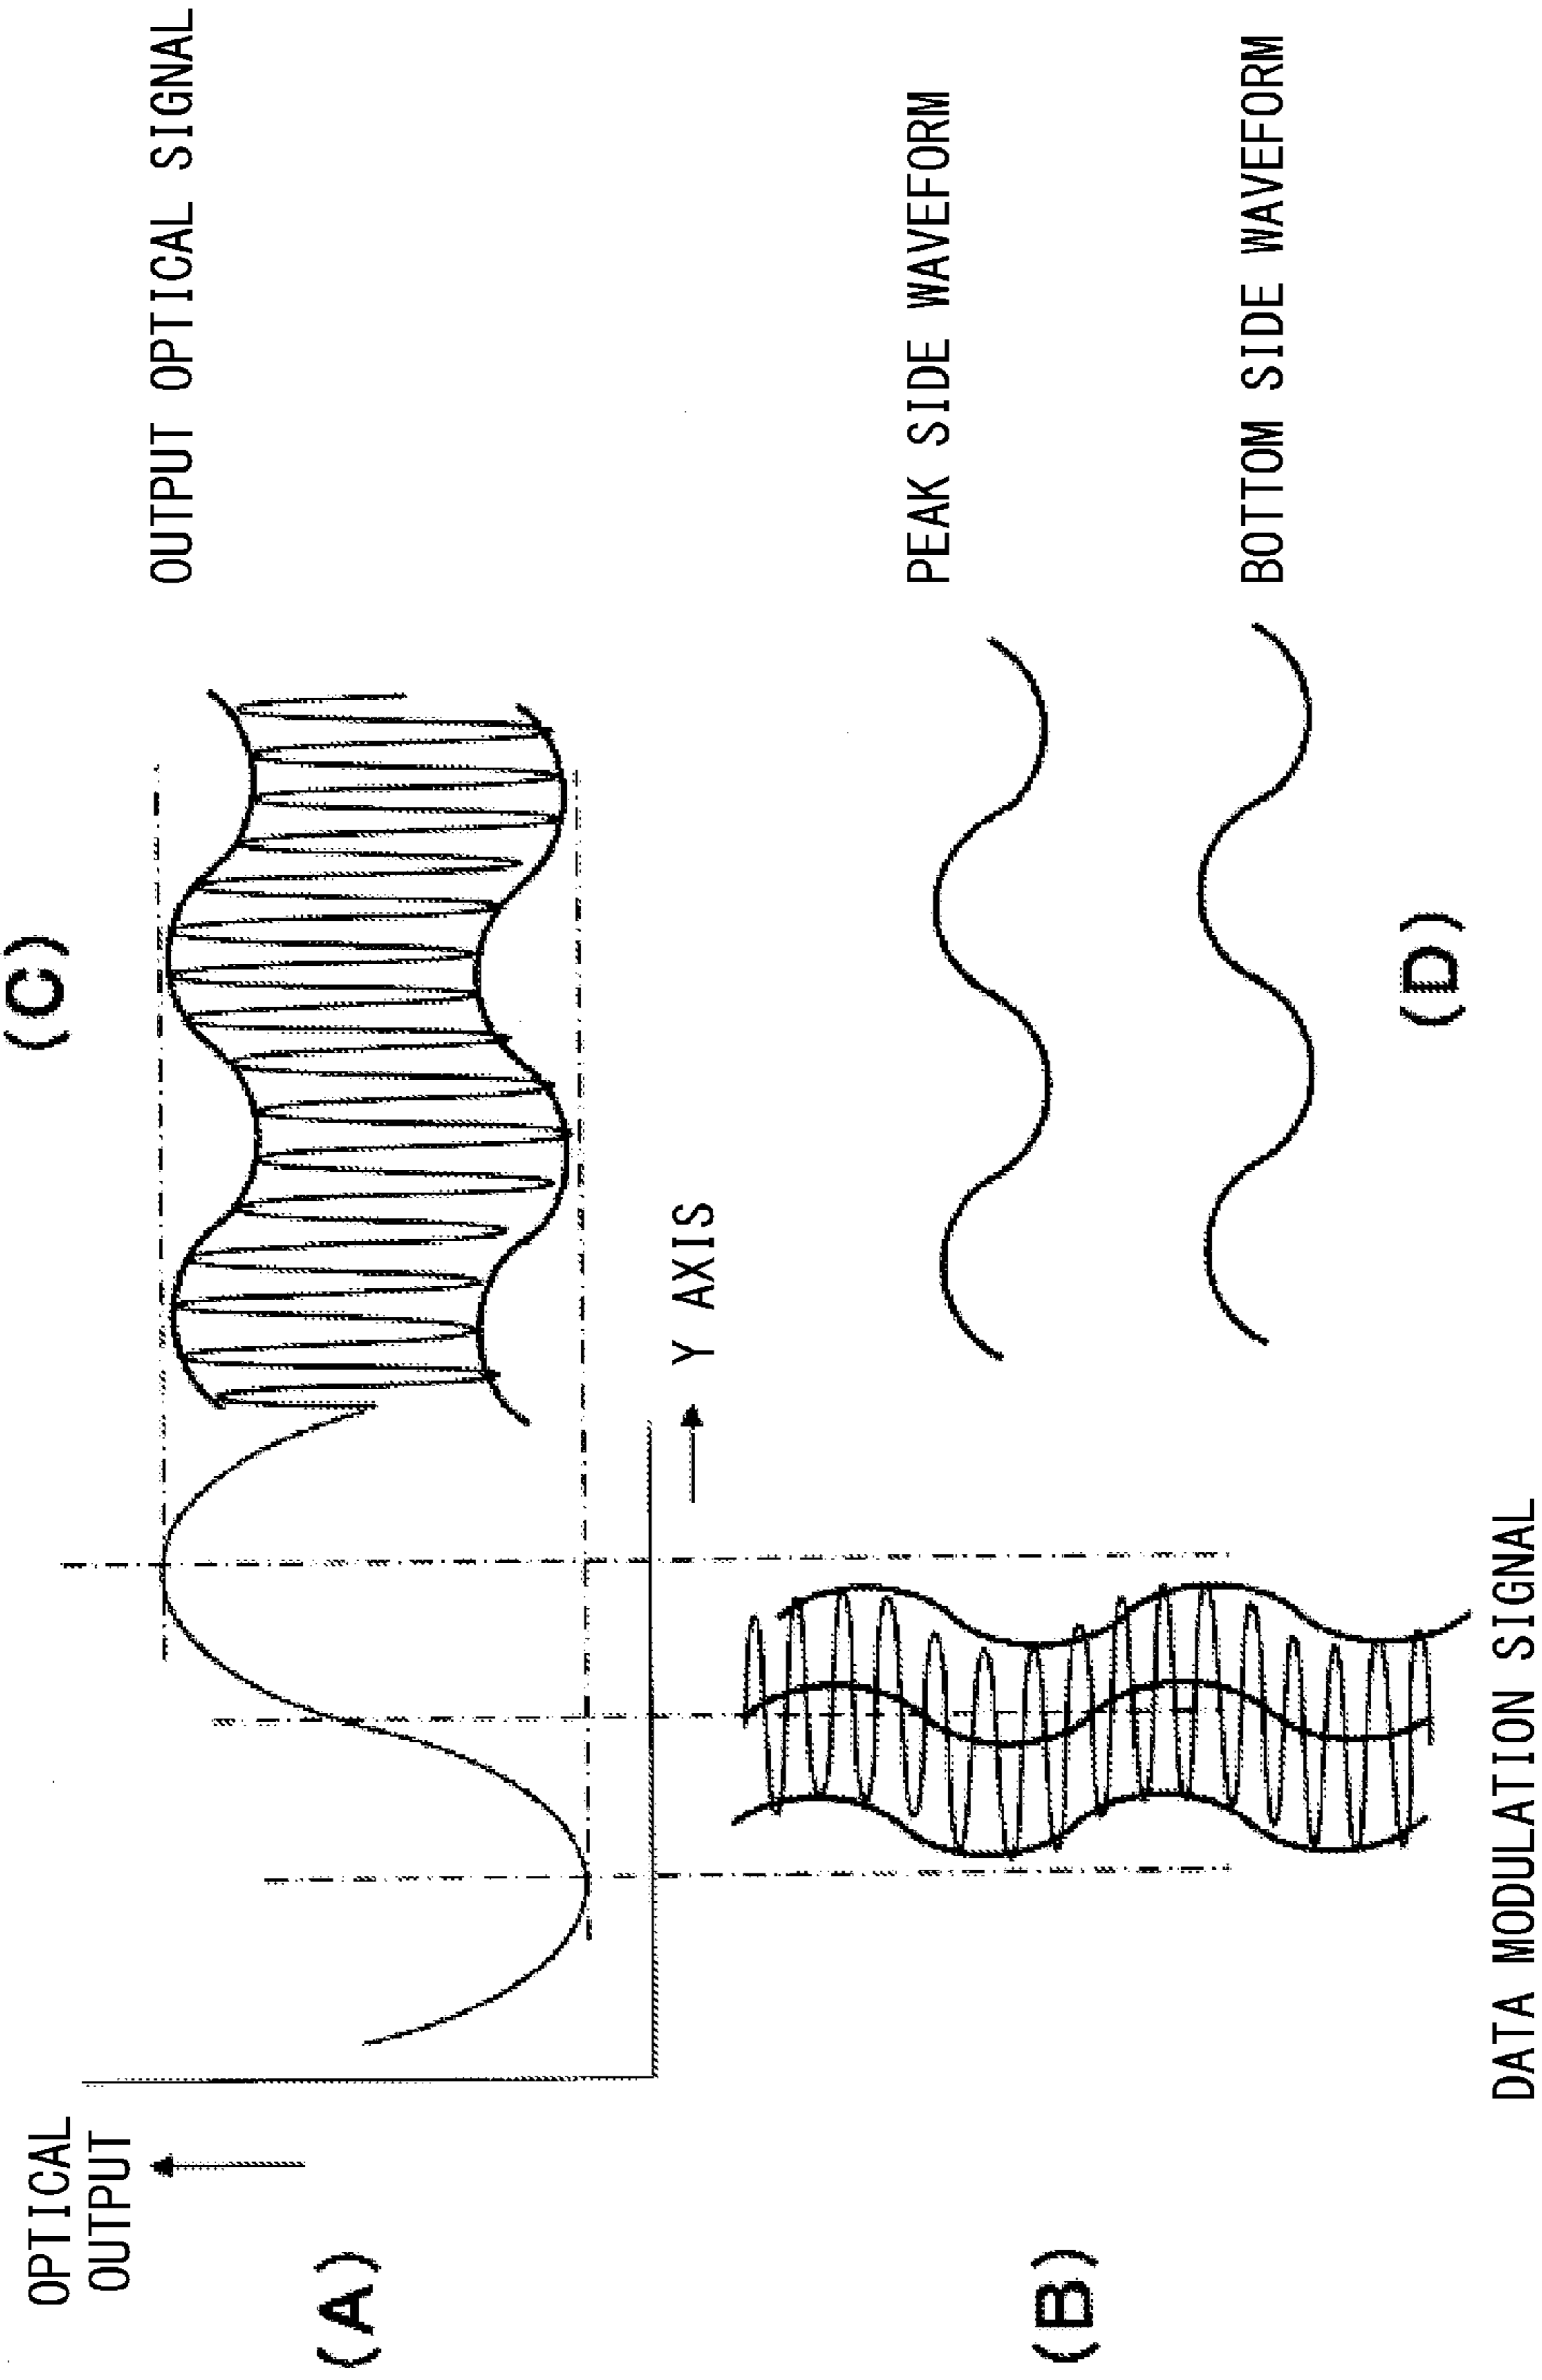 (C)
OUTPUT OPTICAL SIGNAL
OPTICAL
OUTPUT
(A)
Y AXIS
(B)
DATA MODULATION SIGNAL
PEAK SIDE WAVEFORM
BOTTOM SIDE WAVEFORM
(D)